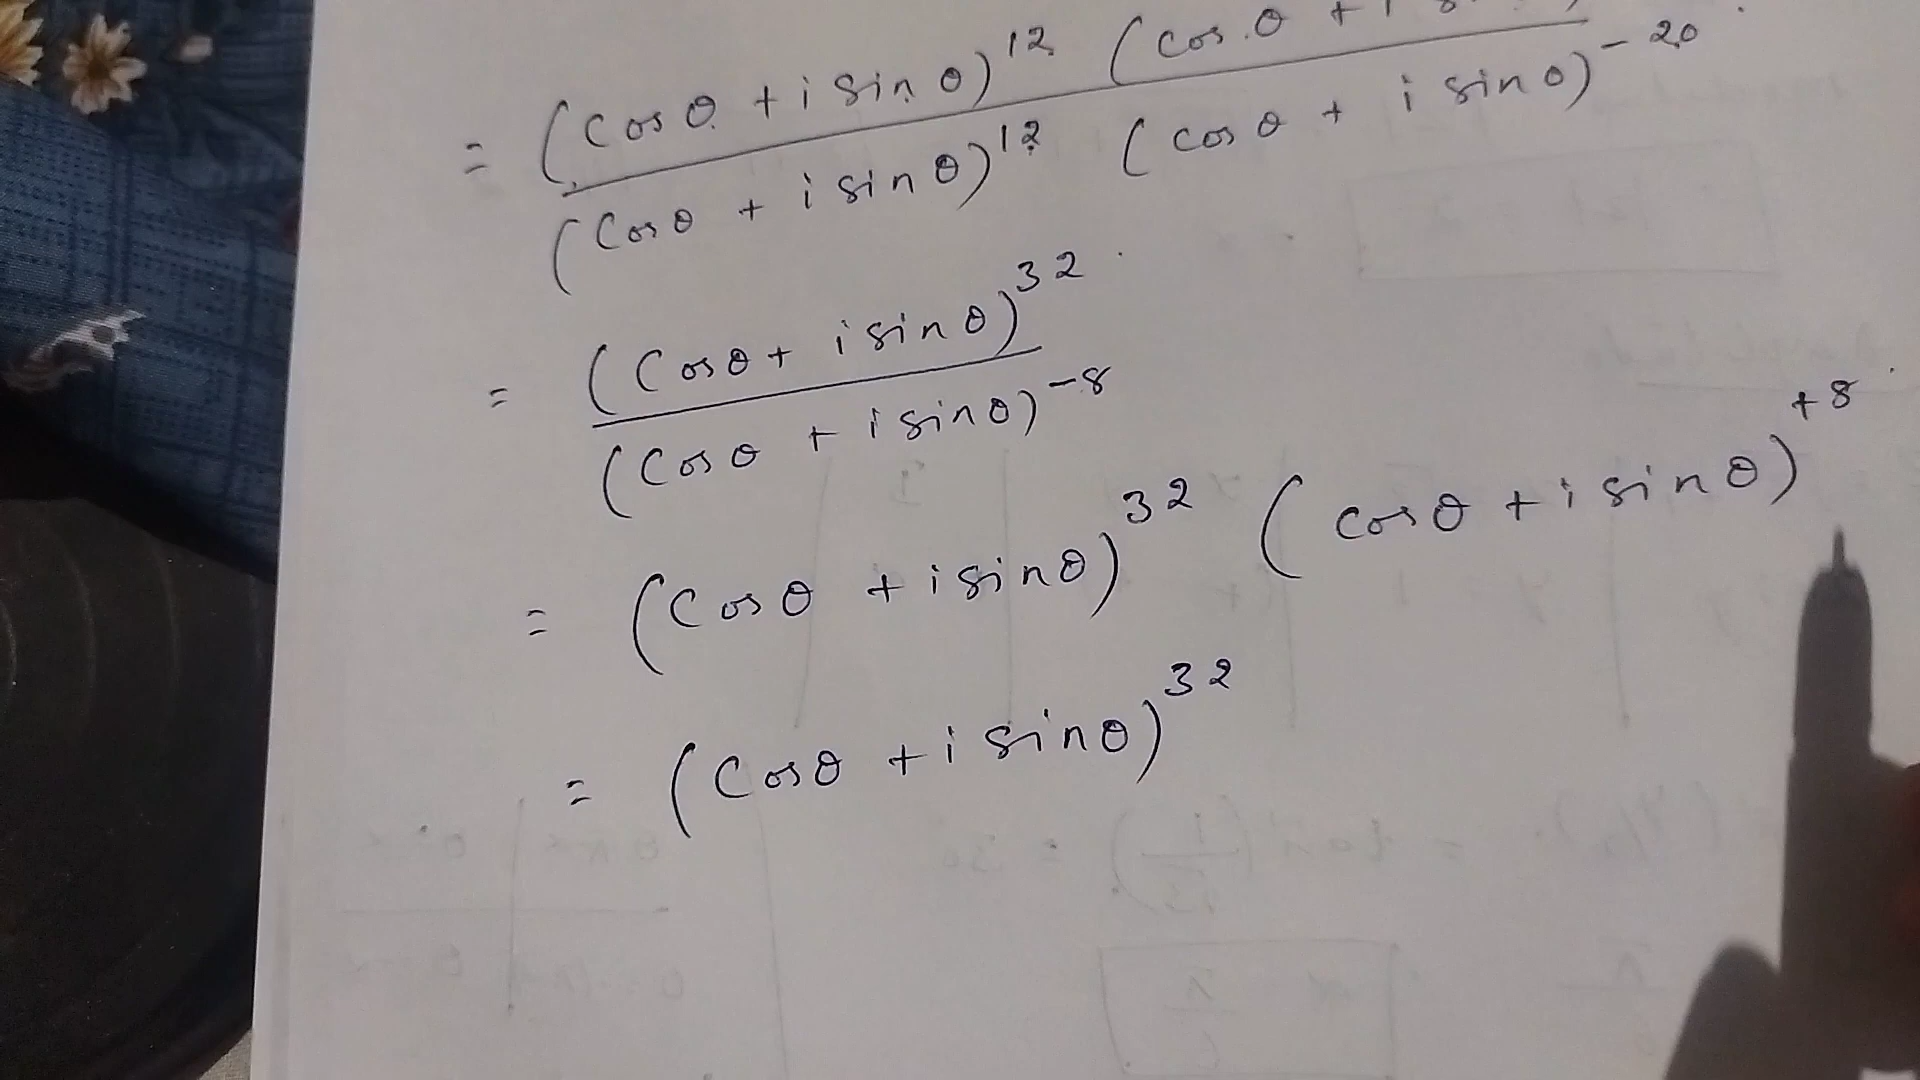 = (cos θ + i sin θ)^12 (cos θ + i
(cos θ + i sin θ)^12 (cos θ + i sin θ)^-20
= (cos θ + i sin θ)^32
(cos θ + i sin θ)^-8
= (cos θ + i sin θ)^32 (cos θ + i sin θ)^+8
= (cos θ + i sin θ)^32